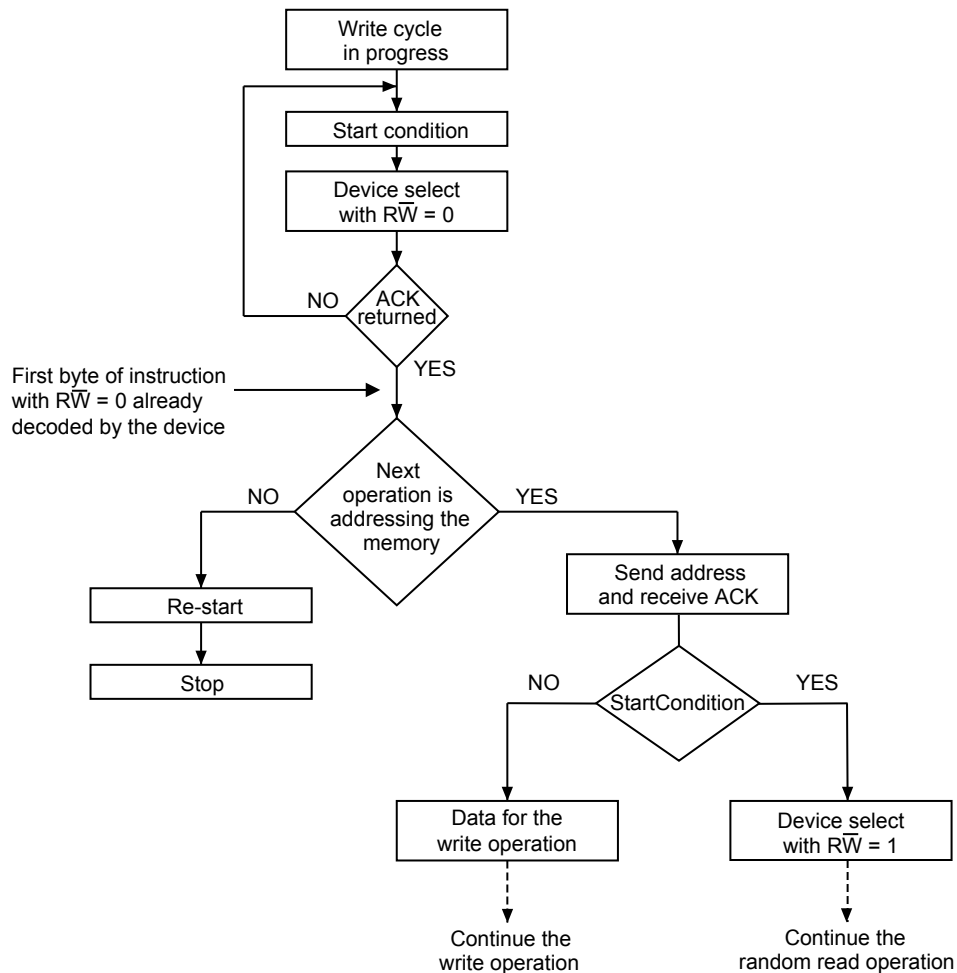 Write cycle
in progress
Start condition
Device select
with RW̅ = 0
ACK
returned
NO
YES
First byte of instruction
with RW̅ = 0 already
decoded by the device
Next
operation is
addressing the
memory
NO
YES
Send address
and receive ACK
Re-start
Stop
StartCondition
NO
YES
Data for the
write operation
Device select
with RW̅ = 1
Continue the
write operation
Continue the
random read operation